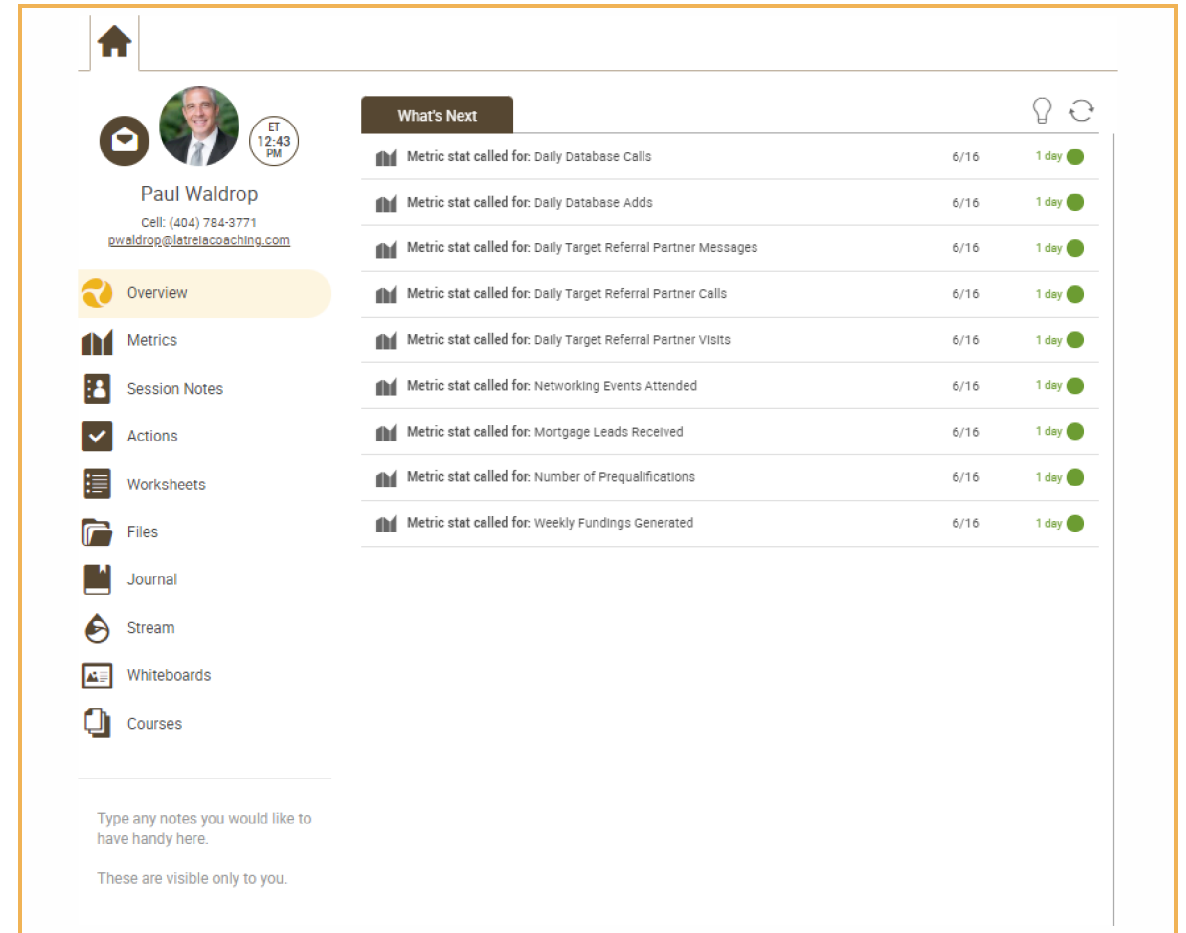 ET
12:43
PM
Paul Waldrop
Cell: (404) 784-3771
pwaldrop@latreiacoaching.com
Overview
Metrics
Session Notes
Actions
Worksheets
Files
Journal
Stream
Whiteboards
Courses
Type any notes you would like to
have handy here.
These are visible only to you.
What's Next
Metric stat called for: Daily Database Calls 6/16 1 day
Metric stat called for: Daily Database Adds 6/16 1 day
Metric stat called for: Daily Target Referral Partner Messages 6/16 1 day
Metric stat called for: Daily Target Referral Partner Calls 6/16 1 day
Metric stat called for: Daily Target Referral Partner Visits 6/16 1 day
Metric stat called for: Networking Events Attended 6/16 1 day
Metric stat called for: Mortgage Leads Received 6/16 1 day
Metric stat called for: Number of Prequalifications 6/16 1 day
Metric stat called for: Weekly Fundings Generated 6/16 1 day